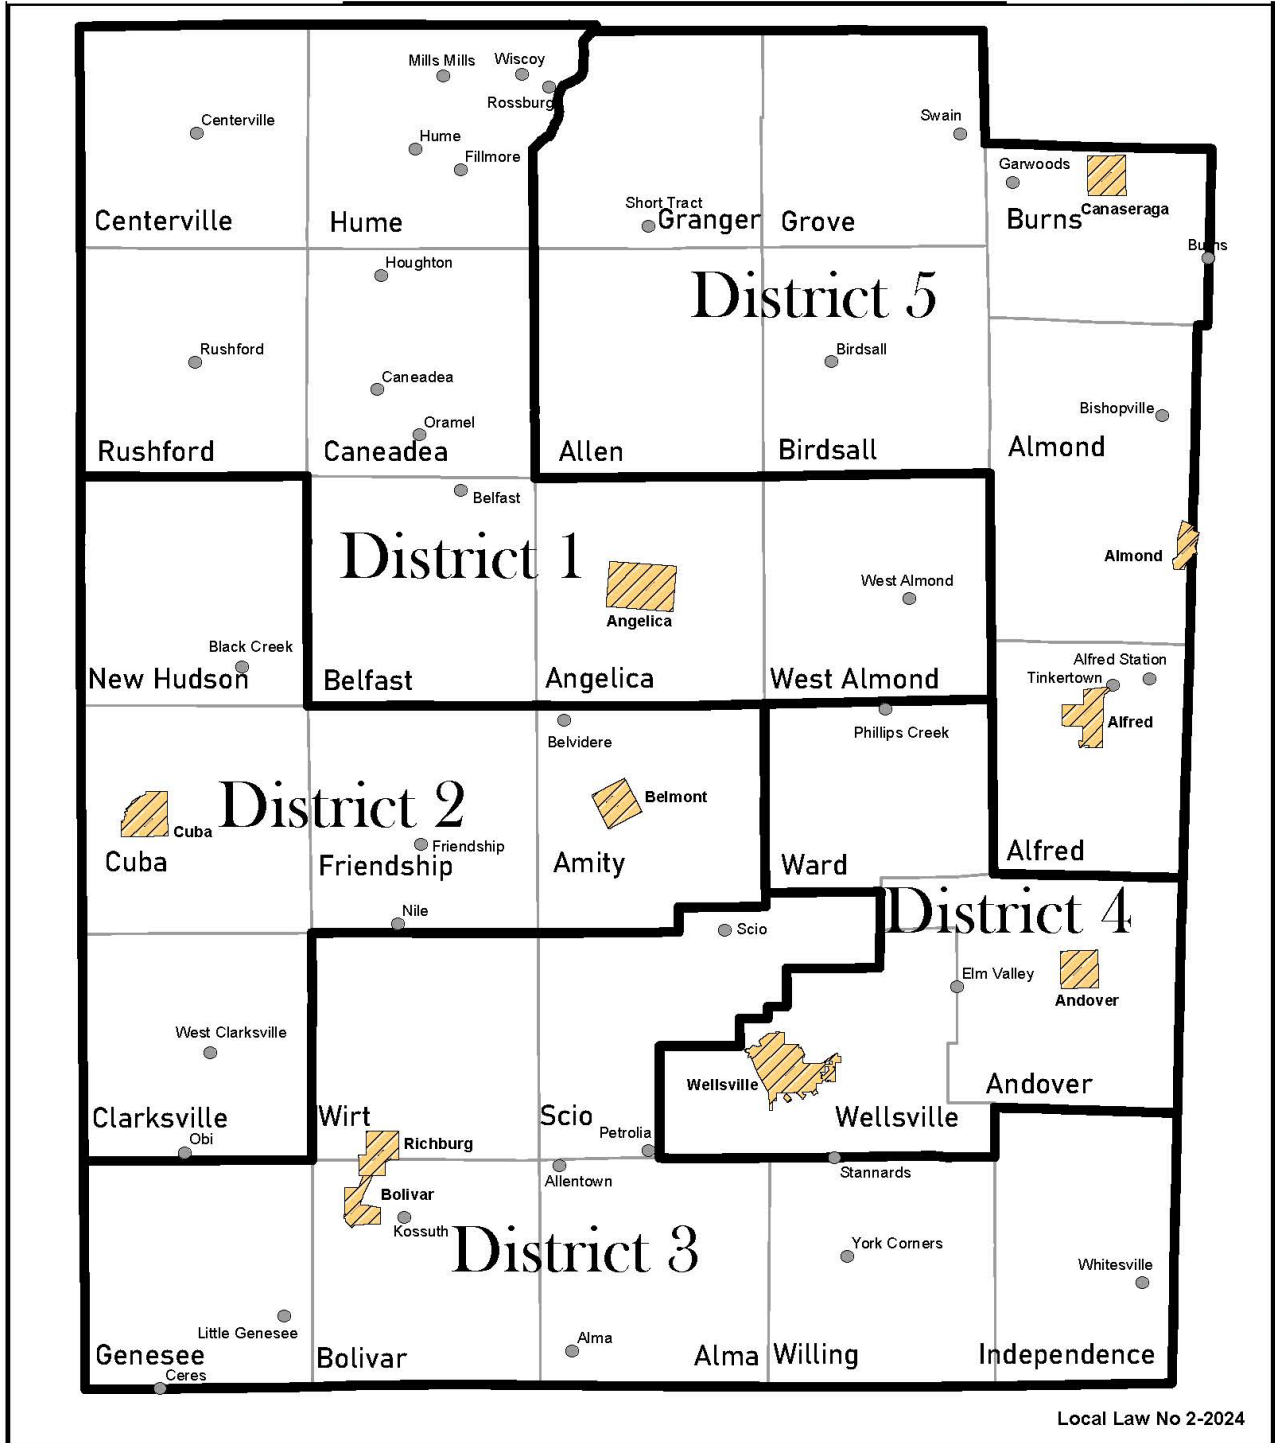 Mills Mills
Wiscoy
Rossburg
Centerville
Hume
Fillmore
Swain
Garwoods
Canaseraga
Short Tract
Centerville
Hume
Granger
Grove
Burns
Burns
Houghton
District 5
Rushford
Birdsall
Caneadea
Bishopville
Oramel
Rushford
Caneadea
Allen
Birdsall
Almond
Belfast
District 1
Almond
West Almond
Angelica
Black Creek
Alfred Station
Tinkertown
New Hudson
Belfast
Angelica
West Almond
Alfred
Phillips Creek
Belvidere
District 2
Belmont
Cuba
Friendship
Cuba
Friendship
Amity
Ward
Alfred
Nile
Scio
District 4
Elm Valley
Andover
West Clarksville
Wellsville
Andover
Clarksville
Wirt
Scio
Wellsville
Obi
Richburg
Petrolia
Allentown
Stannards
Bolivar
Kossuth
District 3
York Corners
Whitesville
Little Genesee
Alma
Genesee
Bolivar
Alma
Willing
Independence
Ceres
Local Law No 2-2024